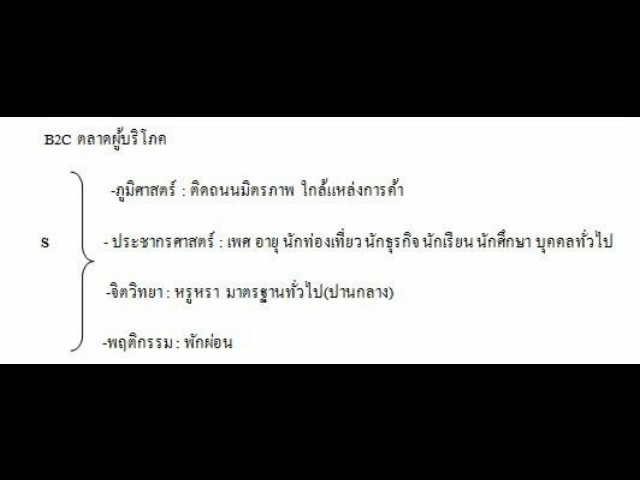 B2C ตลาดผู้บริโภค
-ภูมิศาสตร์ : ติดถนนมิตรภาพ ใกล้แหล่งการค้า
S - ประชากรศาสตร์ : เพศ อายุ นักท่องเที่ยว นักธุรกิจ นักเรียน นักศึกษา บุคคลทั่วไป
-จิตวิทยา : หรูหรา มาตรฐานทั่วไป(ปานกลาง)
-พฤติกรรม : พักผ่อน